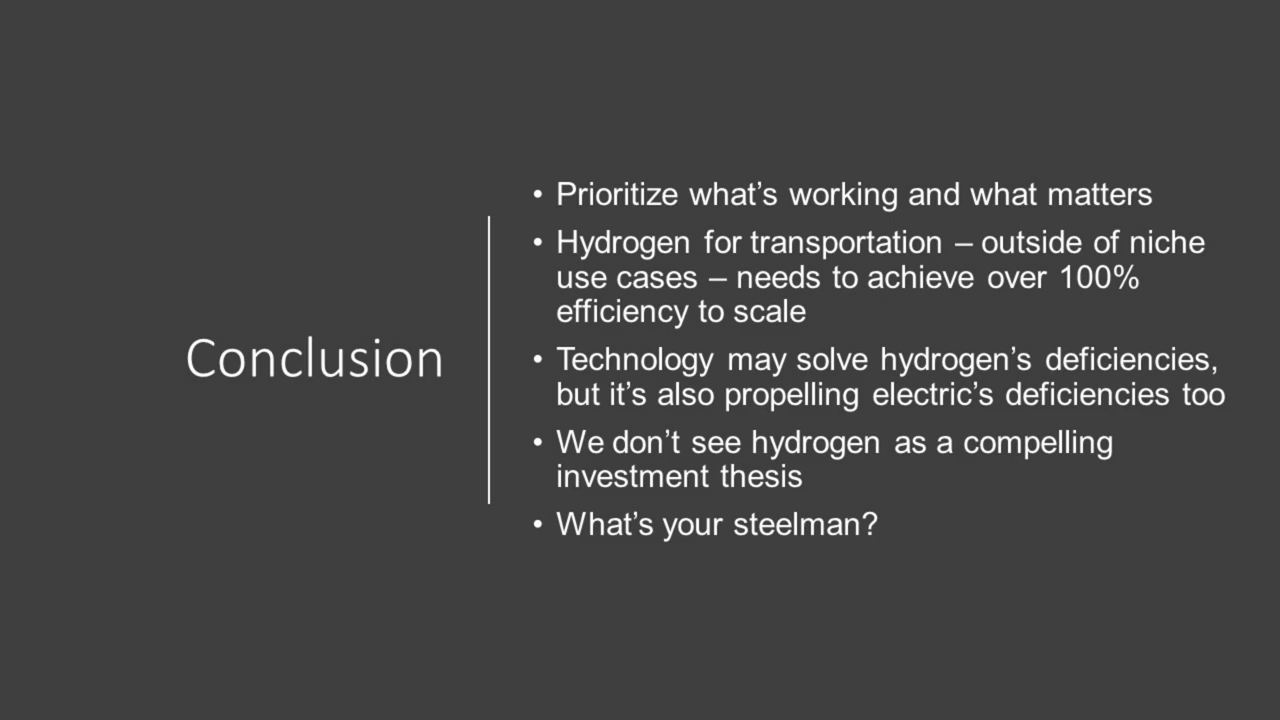 Conclusion
• Prioritize what’s working and what matters
• Hydrogen for transportation – outside of niche
use cases – needs to achieve over 100%
efficiency to scale
• Technology may solve hydrogen’s deficiencies,
but it’s also propelling electric’s deficiencies too
• We don’t see hydrogen as a compelling
investment thesis
• What’s your steelman?